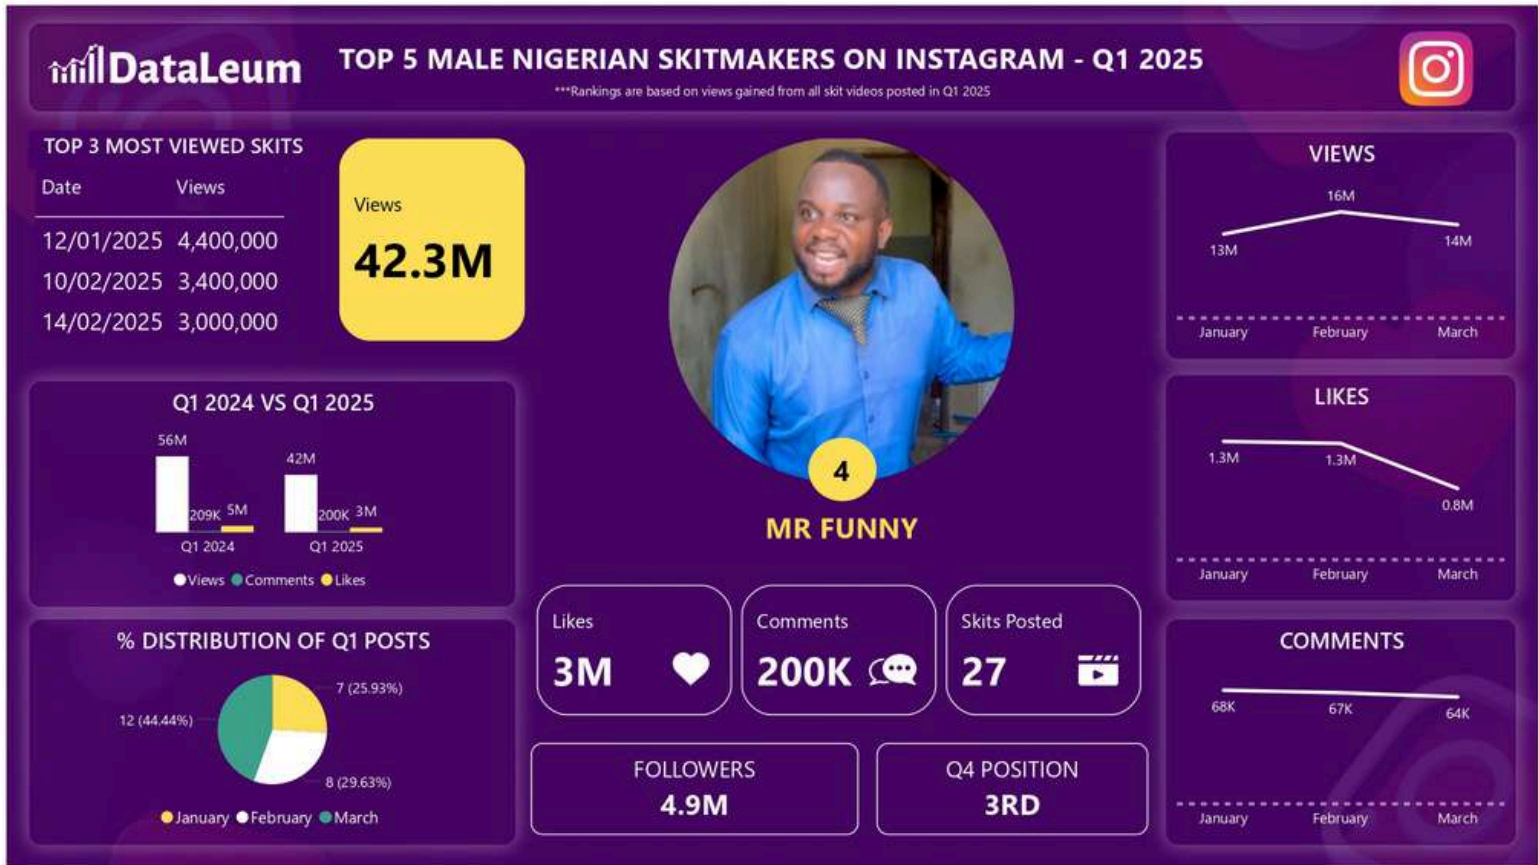 DataLeum
TOP 5 MALE NIGERIAN SKITMAKERS ON INSTAGRAM - Q1 2025
***Rankings are based on views gained from all skit videos posted in Q1 2025
TOP 3 MOST VIEWED SKITS
Date Views
12/01/2025 4,400,000
10/02/2025 3,400,000
14/02/2025 3,000,000
Views
42.3M
Q1 2024 VS Q1 2025
56M
42M
209K 5M
200K 3M
Q1 2024 Q1 2025
Views Comments Likes
% DISTRIBUTION OF Q1 POSTS
7 (25.93%)
12 (44.44%)
8 (29.63%)
January February March
4
MR FUNNY
Likes
3M
Comments
200K
Skits Posted
27
FOLLOWERS
4.9M
Q4 POSITION
3RD
VIEWS
16M
13M
14M
January February March
LIKES
1.3M
1.3M
0.8M
January February March
COMMENTS
68K
67K
64K
January February March